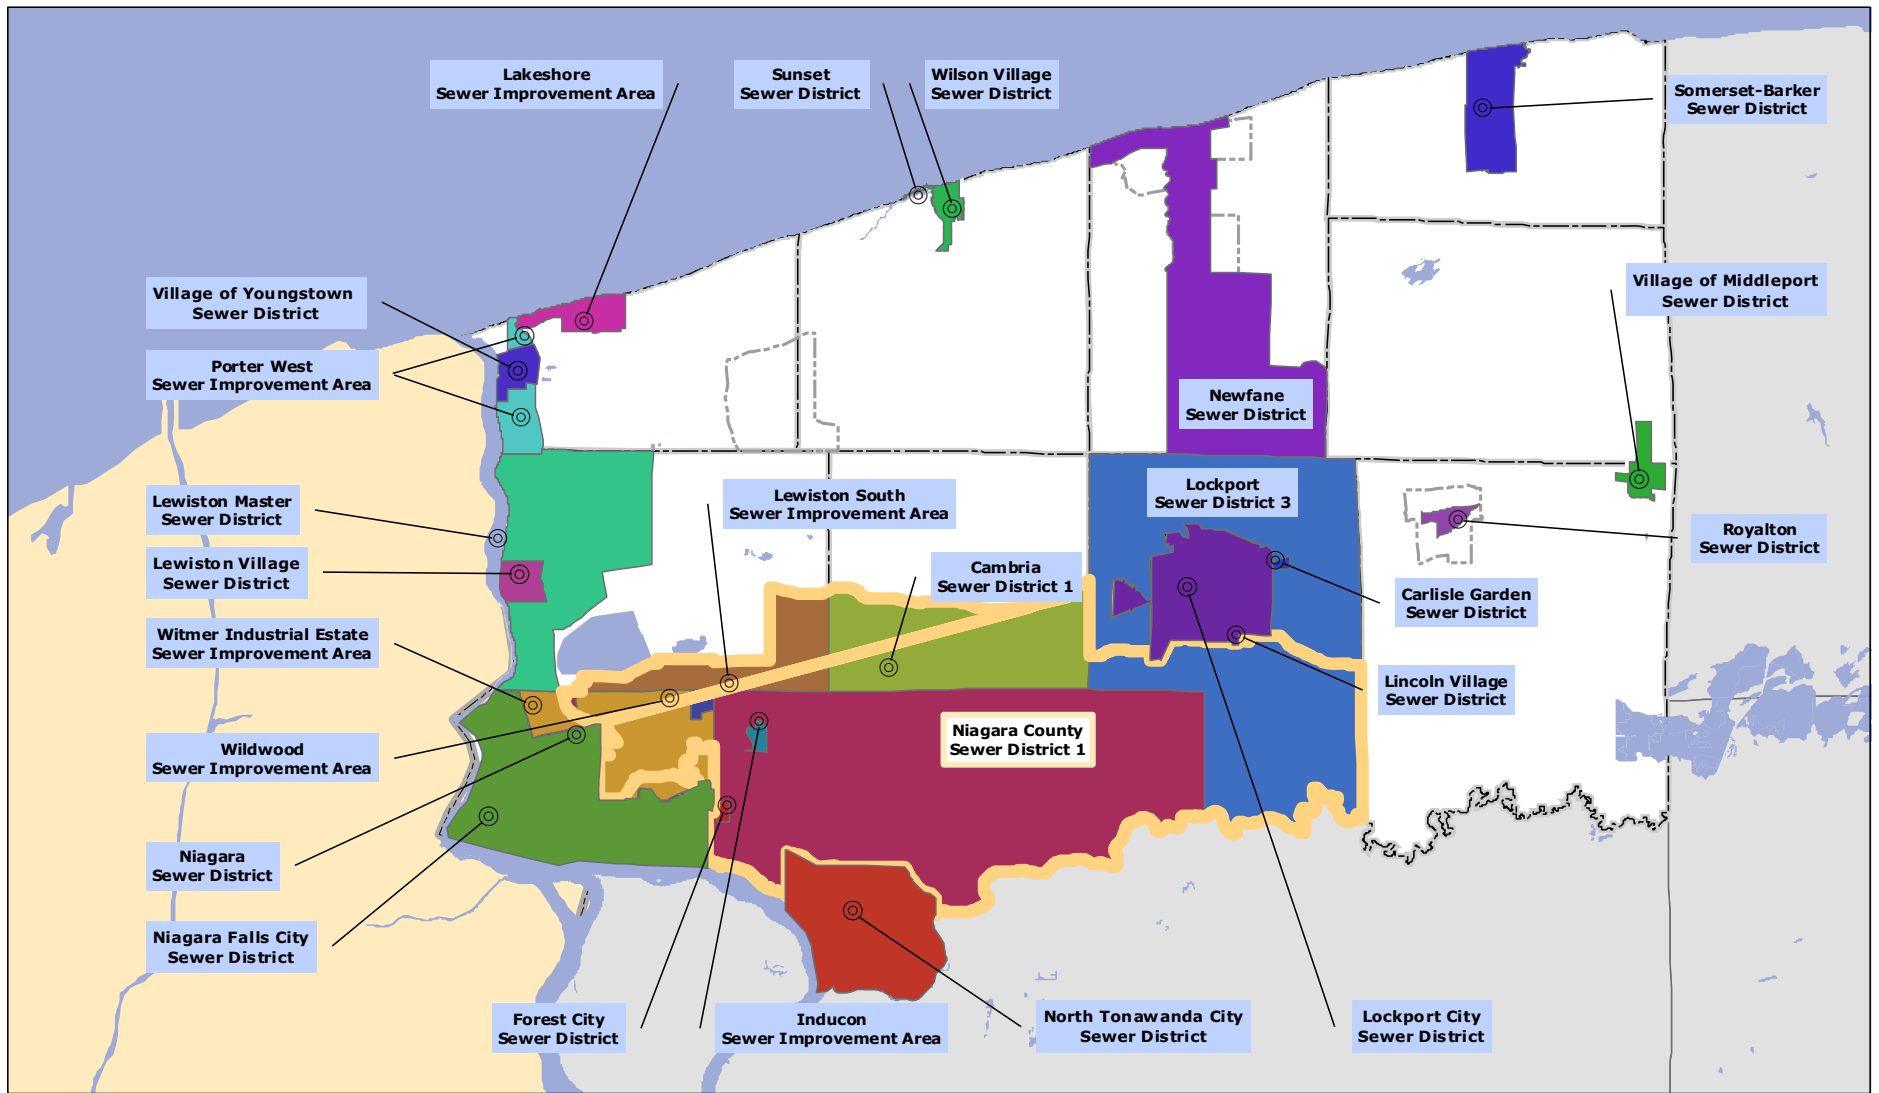 Lakeshore
Sewer Improvement Area
Sunset
Sewer District
Wilson Village
Sewer District
Somerset-Barker
Sewer District
Village of Youngstown
Sewer District
Village of Middleport
Sewer District
Porter West
Sewer Improvement Area
Newfane
Sewer District
Lewiston Master
Sewer District
Lewiston South
Sewer Improvement Area
Lockport
Sewer District 3
Royalton
Sewer District
Lewiston Village
Sewer District
Cambria
Sewer District 1
Carlisle Garden
Sewer District
Witmer Industrial Estate
Sewer Improvement Area
Lincoln Village
Sewer District
Wildwood
Sewer Improvement Area
Niagara County
Sewer District 1
Niagara
Sewer District
Niagara Falls City
Sewer District
Forest City
Sewer District
Inducon
Sewer Improvement Area
North Tonawanda City
Sewer District
Lockport City
Sewer District